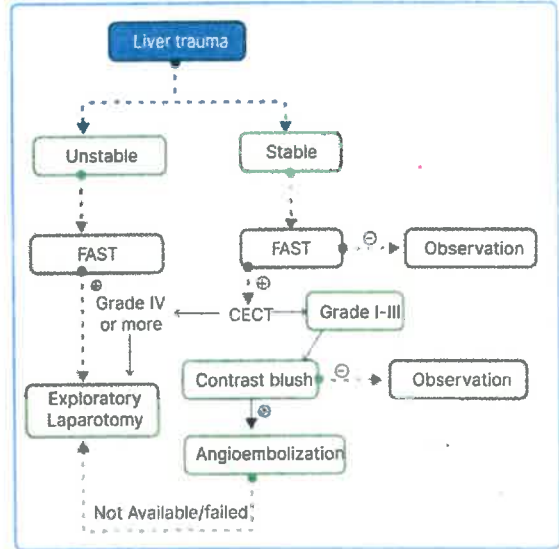 Liver trauma
Unstable
Stable
FAST
FAST
⊖
Observation
⊕
⊕
Grade IV
or more
CECT
Grade I-III
Contrast blush
⊖
Observation
Exploratory
Laparotomy
⊕
Angioembolization
Not Available/failed